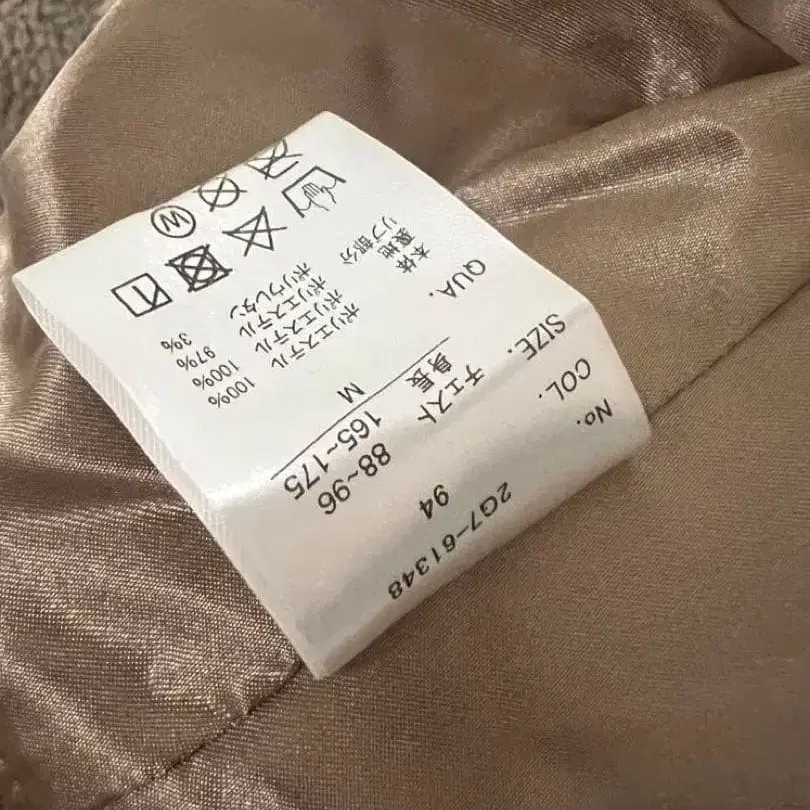 No. 2G7-61348
COL. 94
SIZE. チェスト 88~96
身長 165~175
M
QUA.
本体 ポリエステル 100%
裏地 ポリエステル 100%
リブ部分 ポリエステル 97%
ポリウレタン 3%
W